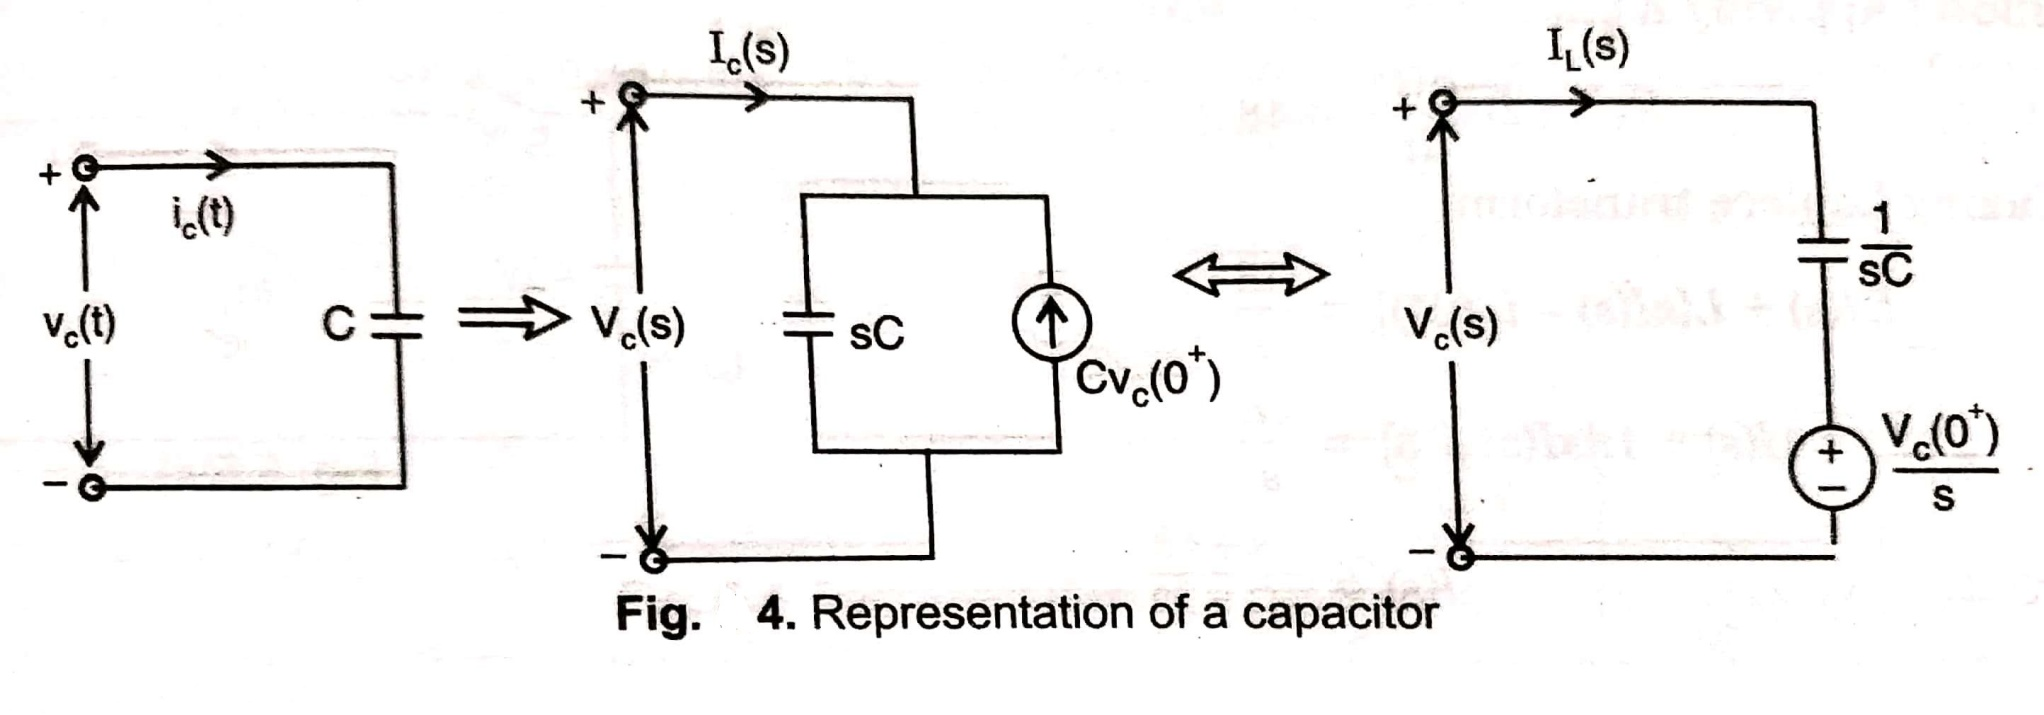 +
i_c(t)
v_c(t)
C
-
I_c(s)
+
V_c(s)
sC
Cv_c(0⁺)
-
I_L(s)
+
1
sC
V_c(s)
+
-
V_c(0⁺)
s
-
Fig. 4. Representation of a capacitor